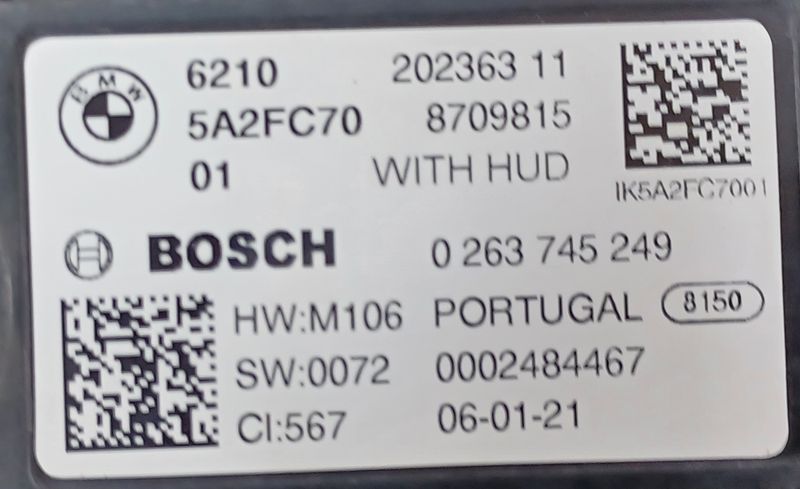 BMW
6210 202363 11
5A2FC70 8709815
01 WITH HUD
IK5A2FC7001
BOSCH 0 263 745 249
HW:M106 PORTUGAL 8150
SW:0072 0002484467
CI:567 06-01-21